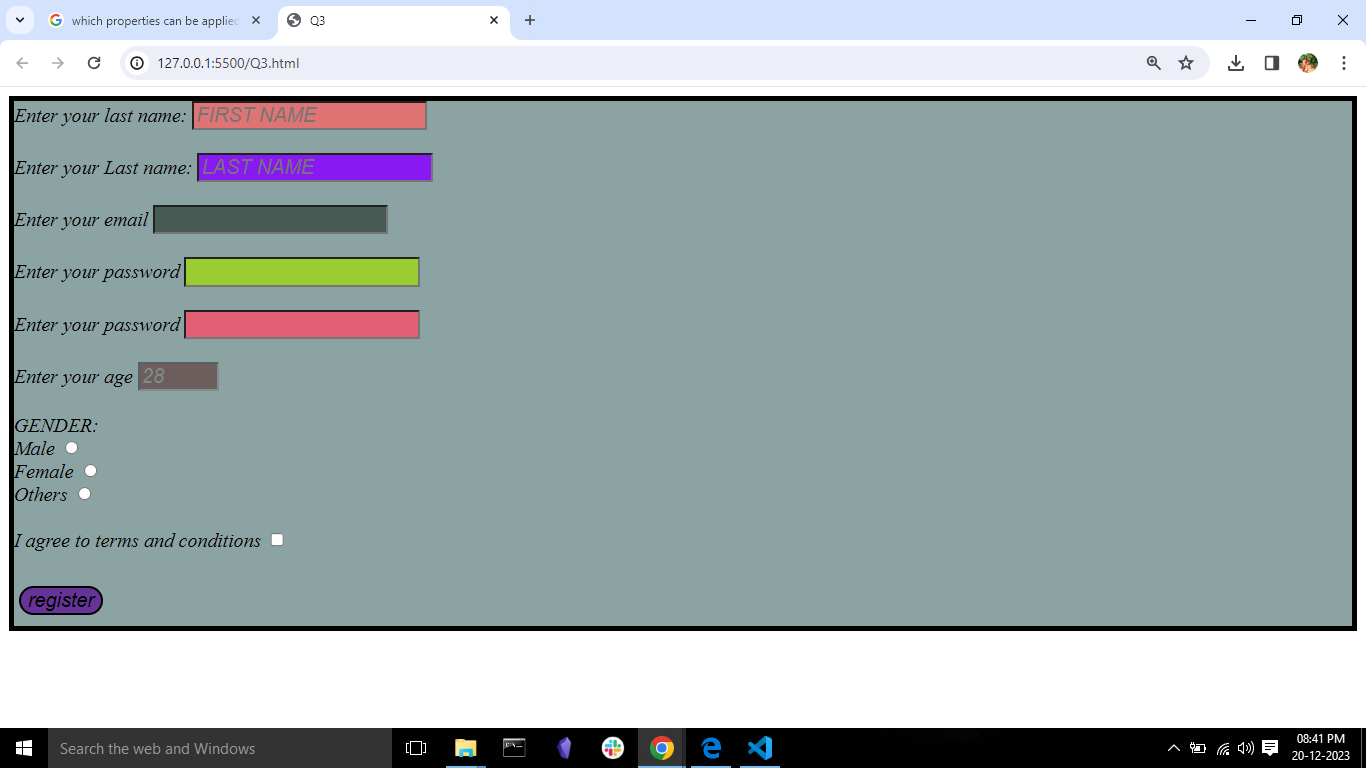 which properties can be applied
Q3
127.0.0.1:5500/Q3.html
Enter your last name: FIRST NAME
Enter your Last name: LAST NAME
Enter your email
Enter your password
Enter your password
Enter your age 28
GENDER:
Male
Female
Others
I agree to terms and conditions
register
Search the web and Windows
08:41 PM
20-12-2023